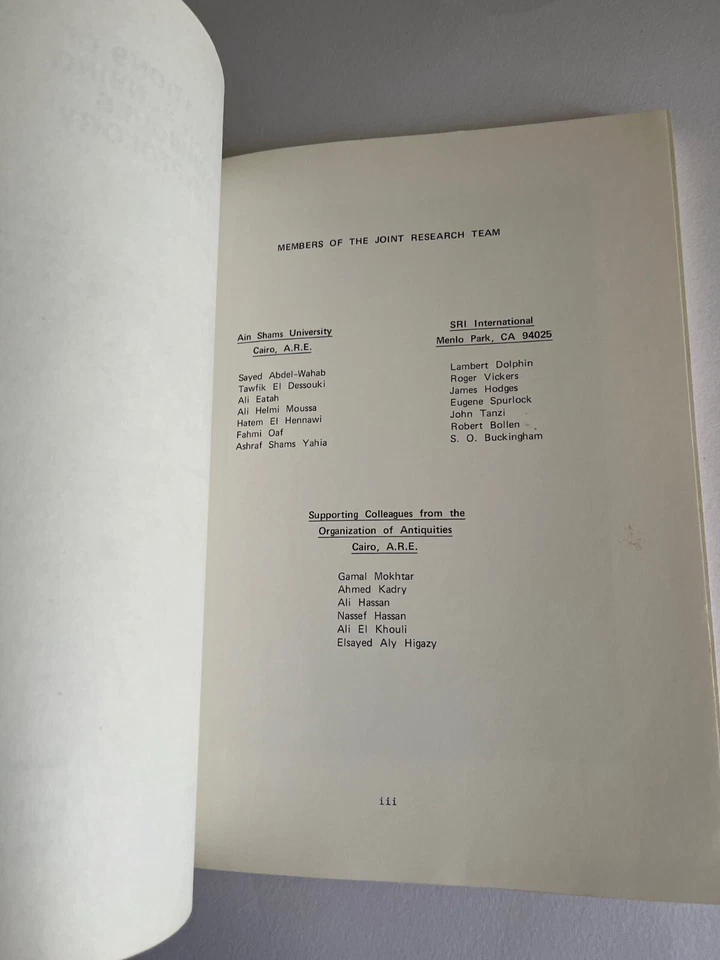 MEMBERS OF THE JOINT RESEARCH TEAM
Ain Shams University
Cairo, A.R.E.
Sayed Abdel-Wahab
Tawfik El Dessouki
Ali Eatah
Ali Helmi Moussa
Hatem El Hennawi
Fahmi Oaf
Ashraf Shams Yahia
SRI International
Menlo Park, CA 94025
Lambert Dolphin
Roger Vickers
James Hodges
Eugene Spurlock
John Tanzi
Robert Bollen
S. O. Buckingham
Supporting Colleagues from the
Organization of Antiquities
Cairo, A.R.E.
Gamal Mokhtar
Ahmed Kadry
Ali Hassan
Nassef Hassan
Ali El Khouli
Elsayed Aly Higazy
iii